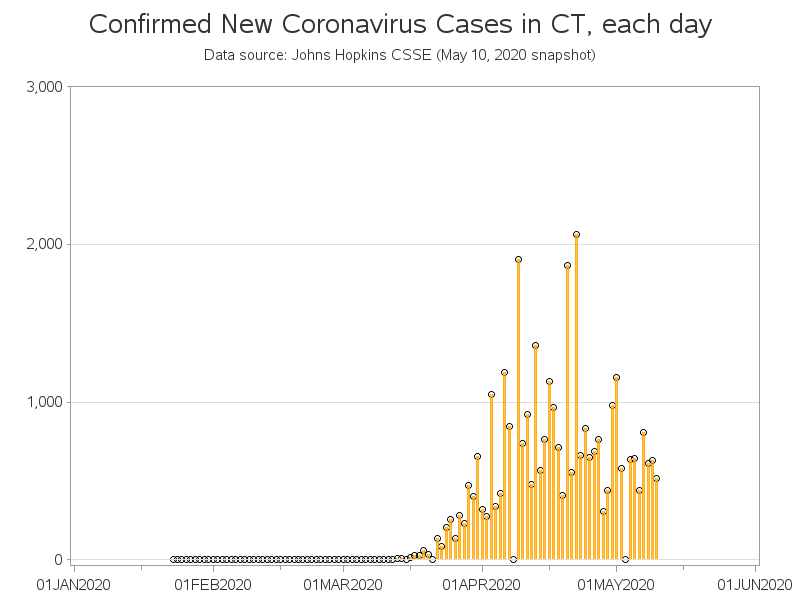 Confirmed New Coronavirus Cases in CT, each day
Data source: Johns Hopkins CSSE (May 10, 2020 snapshot)
3,000
2,000
1,000
0
01JAN2020 01FEB2020 01MAR2020 01APR2020 01MAY2020 01JUN2020